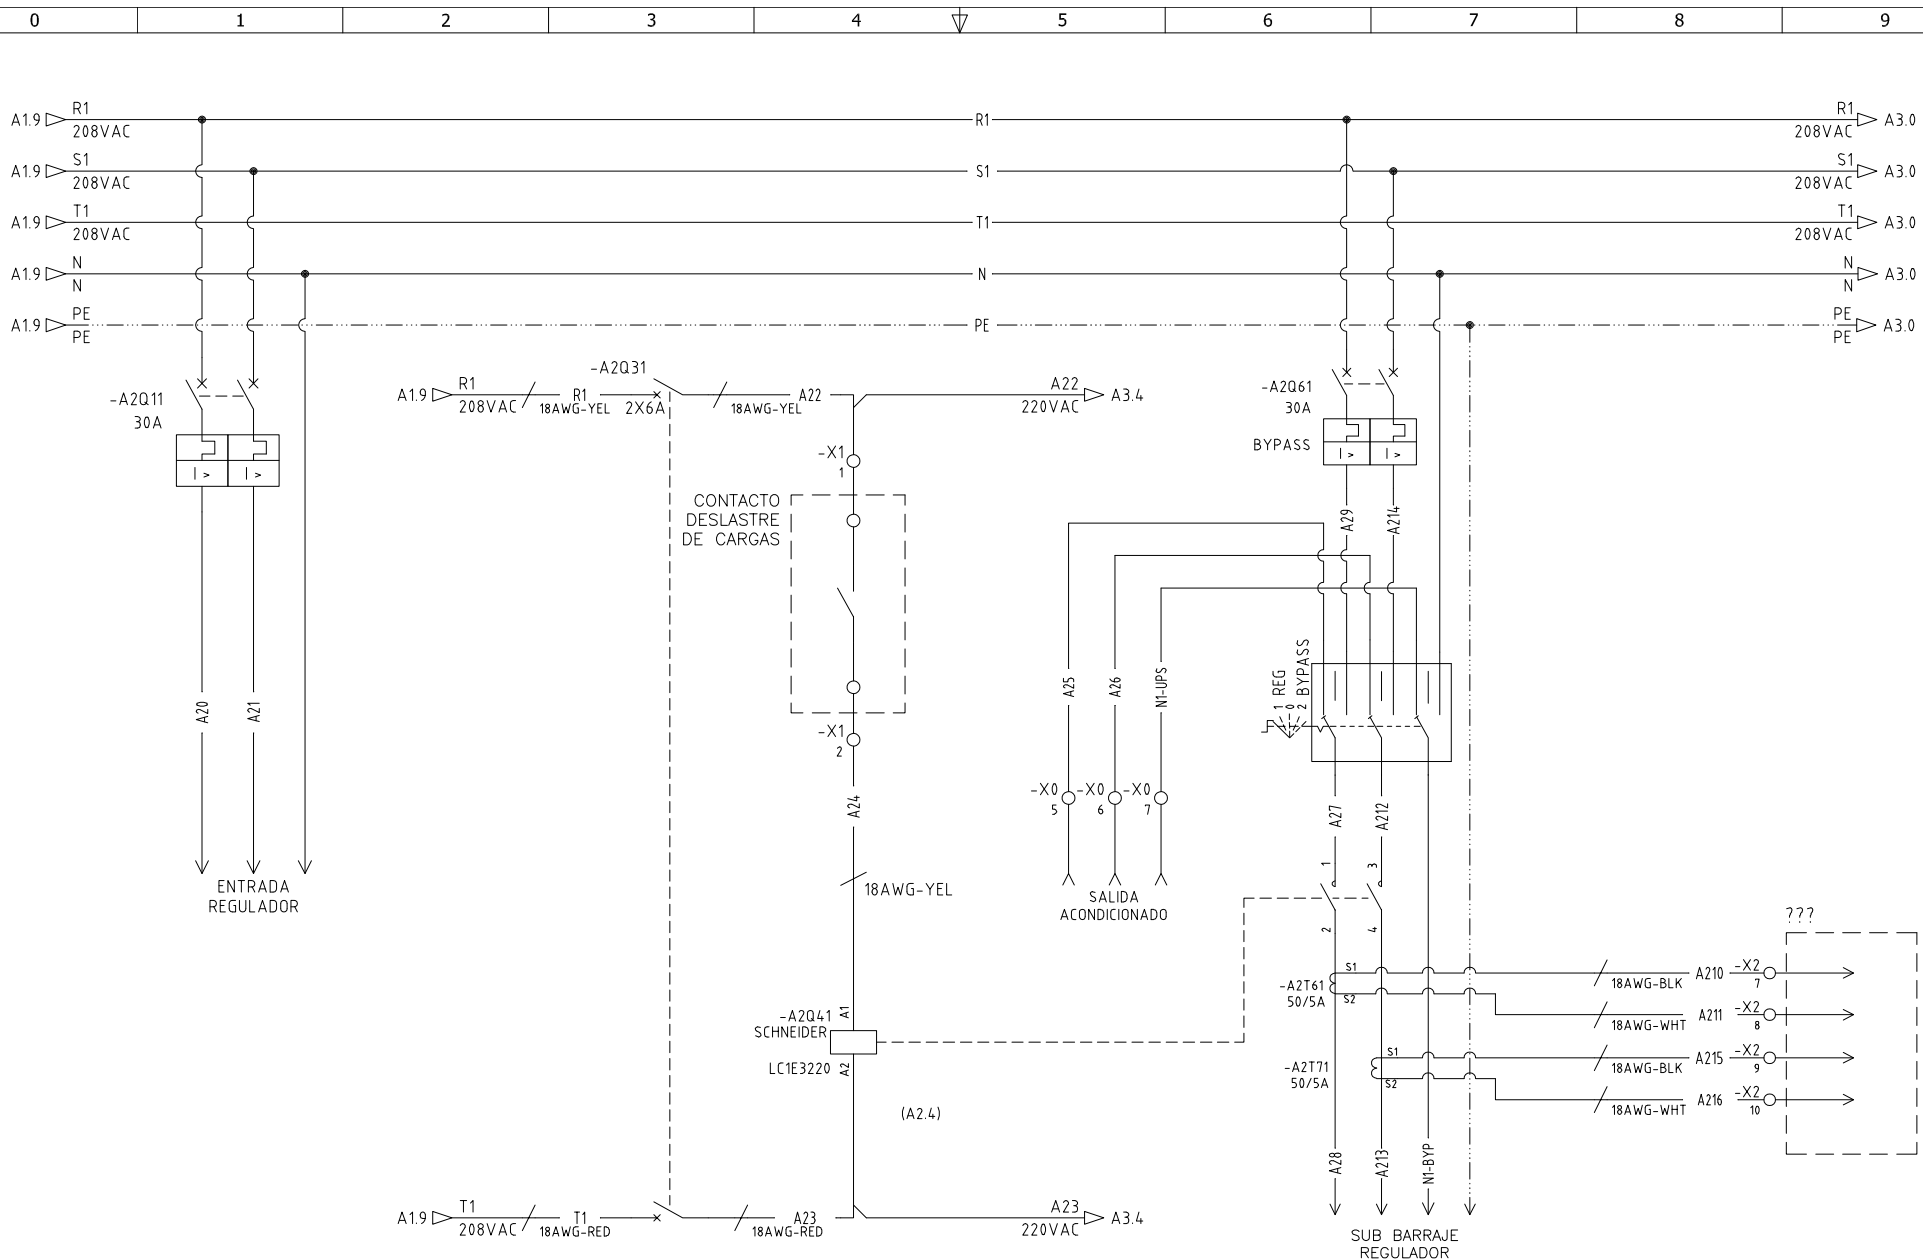 0 1 2 3 4 5 6 7 8 9
A1.9 R1 R1 R1 A3.0
208VAC 208VAC
A1.9 S1 S1 S1 A3.0
208VAC 208VAC
A1.9 T1 T1 T1 A3.0
208VAC 208VAC
A1.9 N N N A3.0
N N
A1.9 PE PE PE A3.0
PE PE
-A2Q11
30A
I > I >
A20 A21
ENTRADA
REGULADOR
-A2Q31
A1.9 R1 R1 A22 A22 A3.4
208VAC 18AWG-YEL 2X6A 18AWG-YEL 220VAC
-X1
1
CONTACTO
DESLASTRE
DE CARGAS
-X1
2
A24
18AWG-YEL
-A2Q41 A1
SCHNEIDER
LC1E3220 A2
(A2.4)
A1.9 T1 T1 A23 A23 A3.4
208VAC 18AWG-RED 18AWG-RED 220VAC
-A2Q61
30A
BYPASS
I > I >
A29 A214
A25 A26 N1-UPS
-X0 -X0 -X0
5 6 7
SALIDA
ACONDICIONADO
1 REG
0
2 BYPASS
A27 A212
1 3
2 4
-A2T61 S1
50/5A S2
-A2T71 S1
50/5A S2
???
18AWG-BLK A210 -X2
7
18AWG-WHT A211 -X2
8
18AWG-BLK A215 -X2
9
18AWG-WHT A216 -X2
10
A28 A213 N1-BYP
SUB BARRAJE
REGULADOR